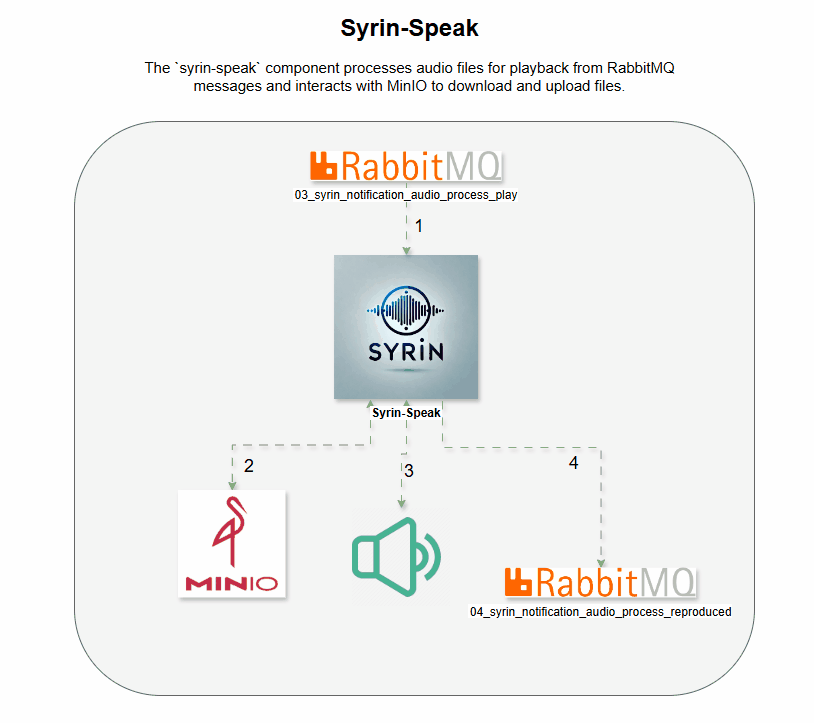 Syrin-Speak
The `syrin-speak` component processes audio files for playback from RabbitMQ
messages and interacts with MinIO to download and upload files.
RabbitMQ
03_syrin_notification_audio_process_play
1
SYRiN
Syrin-Speak
2
3
4
MINIO
RabbitMQ
04_syrin_notification_audio_process_reproduced